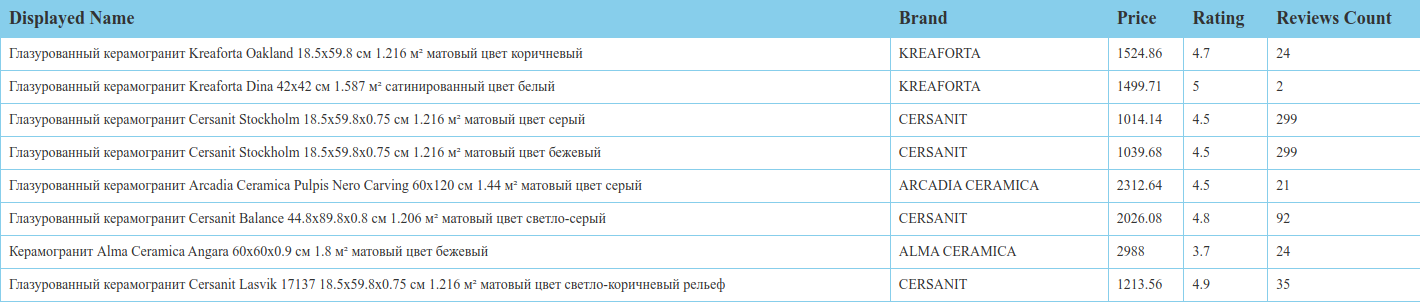 Displayed Name Brand Price Rating Reviews Count
Глазурованный керамогранит Kreaforta Oakland 18.5x59.8 см 1.216 м² матовый цвет коричневый KREAFORTA 1524.86 4.7 24
Глазурованный керамогранит Kreaforta Dina 42x42 см 1.587 м² сатинированный цвет белый KREAFORTA 1499.71 5 2
Глазурованный керамогранит Cersanit Stockholm 18.5x59.8x0.75 см 1.216 м² матовый цвет серый CERSANIT 1014.14 4.5 299
Глазурованный керамогранит Cersanit Stockholm 18.5x59.8x0.75 см 1.216 м² матовый цвет бежевый CERSANIT 1039.68 4.5 299
Глазурованный керамогранит Arcadia Ceramica Pulpis Nero Carving 60x120 см 1.44 м² матовый цвет серый ARCADIA CERAMICA 2312.64 4.5 21
Глазурованный керамогранит Cersanit Balance 44.8x89.8x0.8 см 1.206 м² матовый цвет светло-серый CERSANIT 2026.08 4.8 92
Керамогранит Alma Ceramica Angara 60x60x0.9 см 1.8 м² матовый цвет бежевый ALMA CERAMICA 2988 3.7 24
Глазурованный керамогранит Cersanit Lasvik 17137 18.5x59.8x0.75 см 1.216 м² матовый цвет светло-коричневый рельеф CERSANIT 1213.56 4.9 35